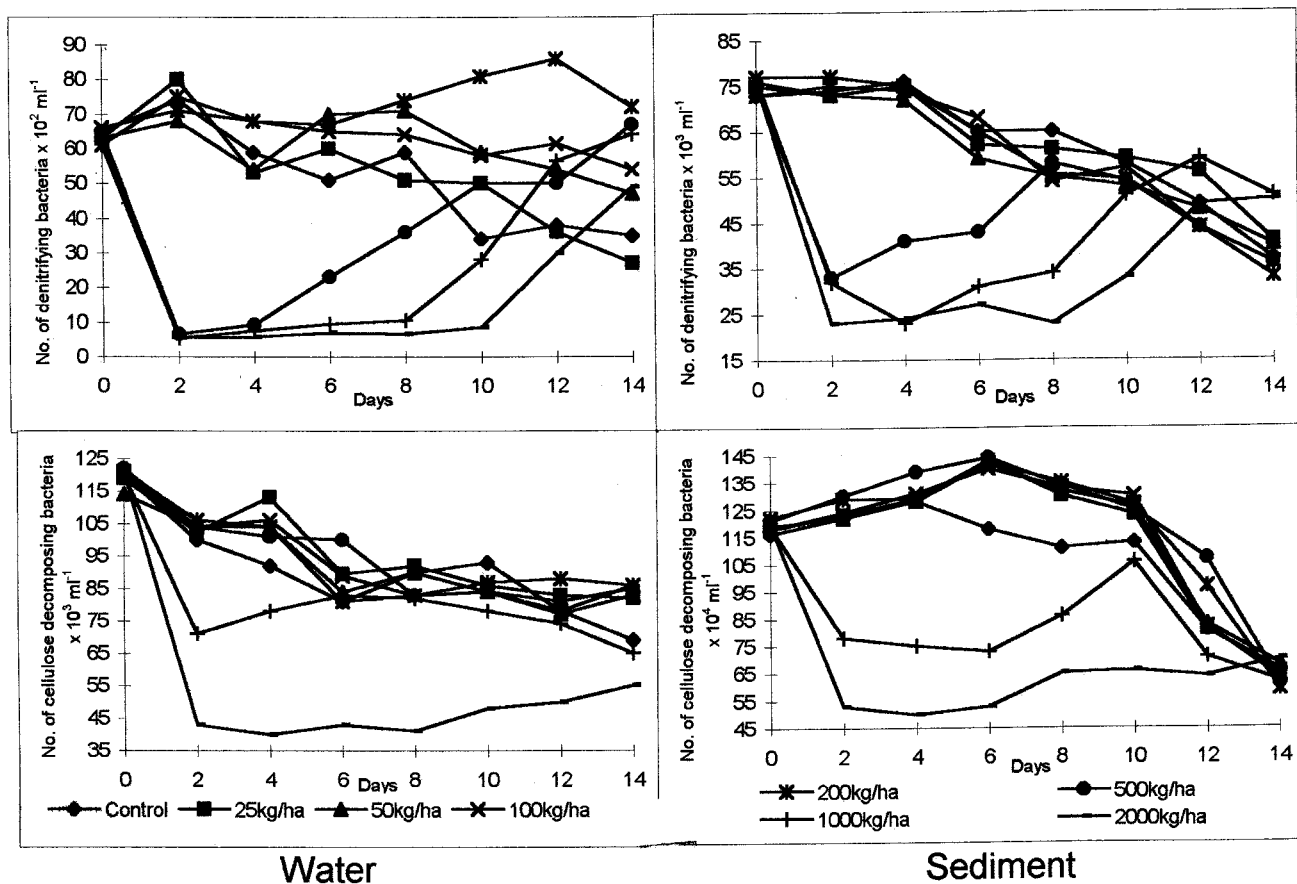 No. of denitrifying bacteria x 10² ml⁻¹
90
80
70
60
50
40
30
20
10
0
0 2 4 6 8 10 12 14
Days
No. of denitrifying bacteria x 10³ ml⁻¹
85
75
65
55
45
35
25
15
0 2 4 6 8 10 12 14
Days
No. of cellulose decomposing bacteria
x 10³ ml⁻¹
125
115
105
95
85
75
65
55
45
35
0 2 4 6 8 10 12 14
Days
Control 25kg/ha 50kg/ha 100kg/ha
No. of cellulose decomposing bacteria
x 10⁴ ml⁻¹
145
135
125
115
105
95
85
75
65
55
45
0 2 4 6 8 10 12 14
Days
200kg/ha 500kg/ha
1000kg/ha 2000kg/ha
Water
Sediment